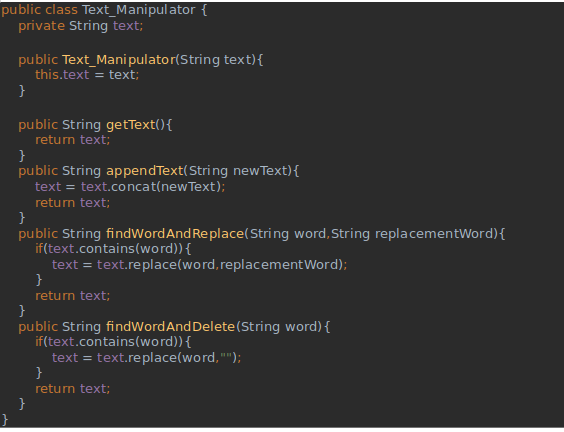 public class Text_Manipulator {
    private String text;

    public Text_Manipulator(String text){
        this.text = text;
    }

    public String getText(){
        return text;
    }
    public String appendText(String newText){
        text = text.concat(newText);
        return text;
    }
    public String findWordAndReplace(String word,String replacementWord){
        if(text.contains(word)){
            text = text.replace(word,replacementWord);
        }
        return text;
    }
    public String findWordAndDelete(String word){
        if(text.contains(word)){
            text = text.replace(word,"");
        }
        return text;
    }
}